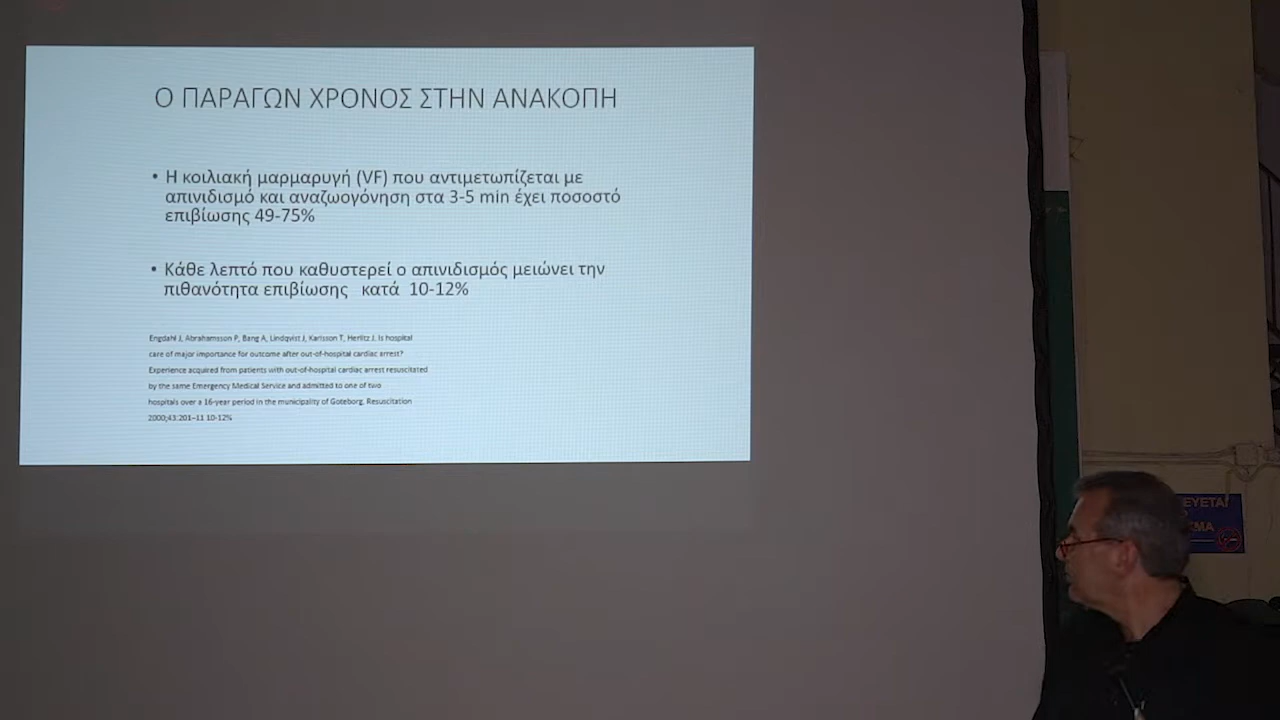 Ο ΠΑΡΑΓΩΝ ΧΡΟΝΟΣ ΣΤΗΝ ΑΝΑΚΟΠΗ
• Η κοιλιακή μαρμαρυγή (VF) που αντιμετωπίζεται με
απινιδισμό και αναζωογόνηση στα 3-5 min έχει ποσοστό
επιβίωσης 49-75%
• Κάθε λεπτό που καθυστερεί ο απινιδισμός μειώνει την
πιθανότητα επιβίωσης κατά 10-12%
Engdahl J, Abrahamsson P, Bang A, Lindqvist J, Karlsson T, Herlitz J. Is hospital
care of major importance for outcome after out-of-hospital cardiac arrest?
Experience acquired from patients with out-of-hospital cardiac arrest resuscitated
by the same Emergency Medical Service and admitted to one of two
hospitals over a 16-year period in the municipality of Goteborg. Resuscitation
2000;43:201–11 10-12%
ΕΥΕΤΑΙ